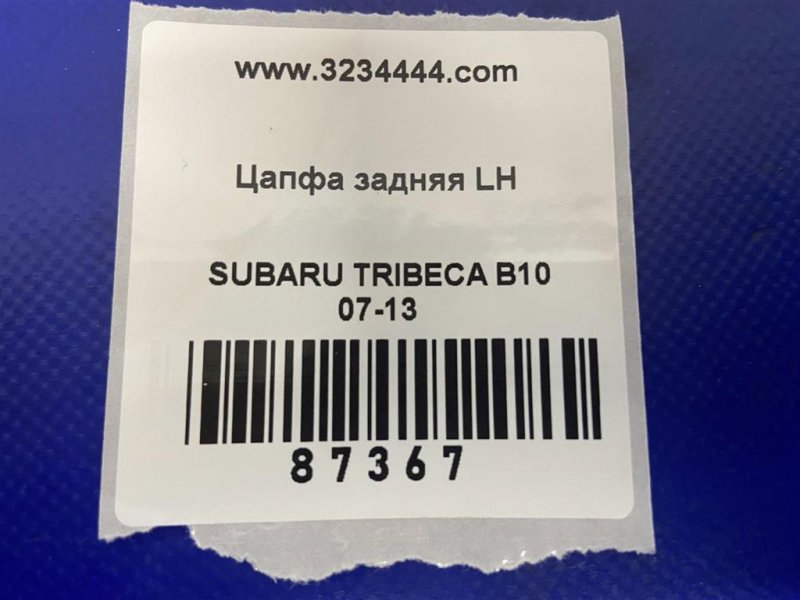 www.3234444.com
Цапфа задняя LH
SUBARU TRIBECA B10
07-13
87367